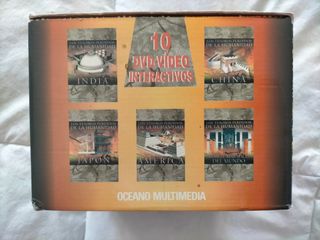 10
DVD VIDEO
INTERACTIVOS
LOS TESOROS PERDIDOS
DE LA HUMANIDAD
INDIA
LOS TESOROS PERDIDOS
DE LA HUMANIDAD
CHINA
LOS TESOROS PERDIDOS
DE LA HUMANIDAD
JAPÓN
LOS TESOROS PERDIDOS
DE LA HUMANIDAD
AMÉRICA
LOS TESOROS PERDIDOS
DE LA HUMANIDAD
DEL MUNDO
OCEANO MULTIMEDIA